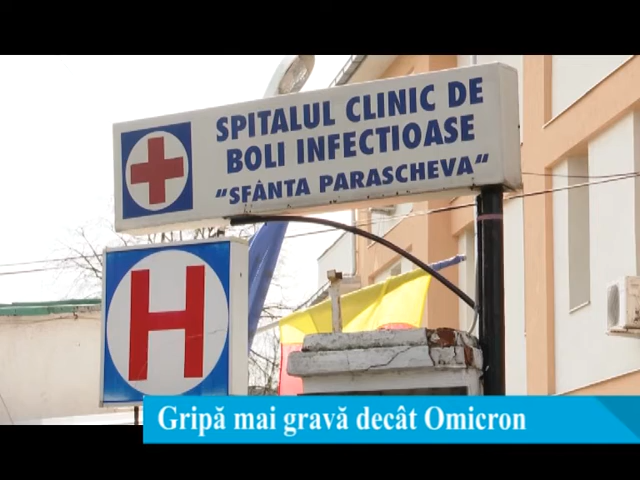 SPITALUL CLINIC DE
BOLI INFECTIOASE
"SFÂNTA PARASCHEVA"
H
Gripă mai gravă decât Omicron